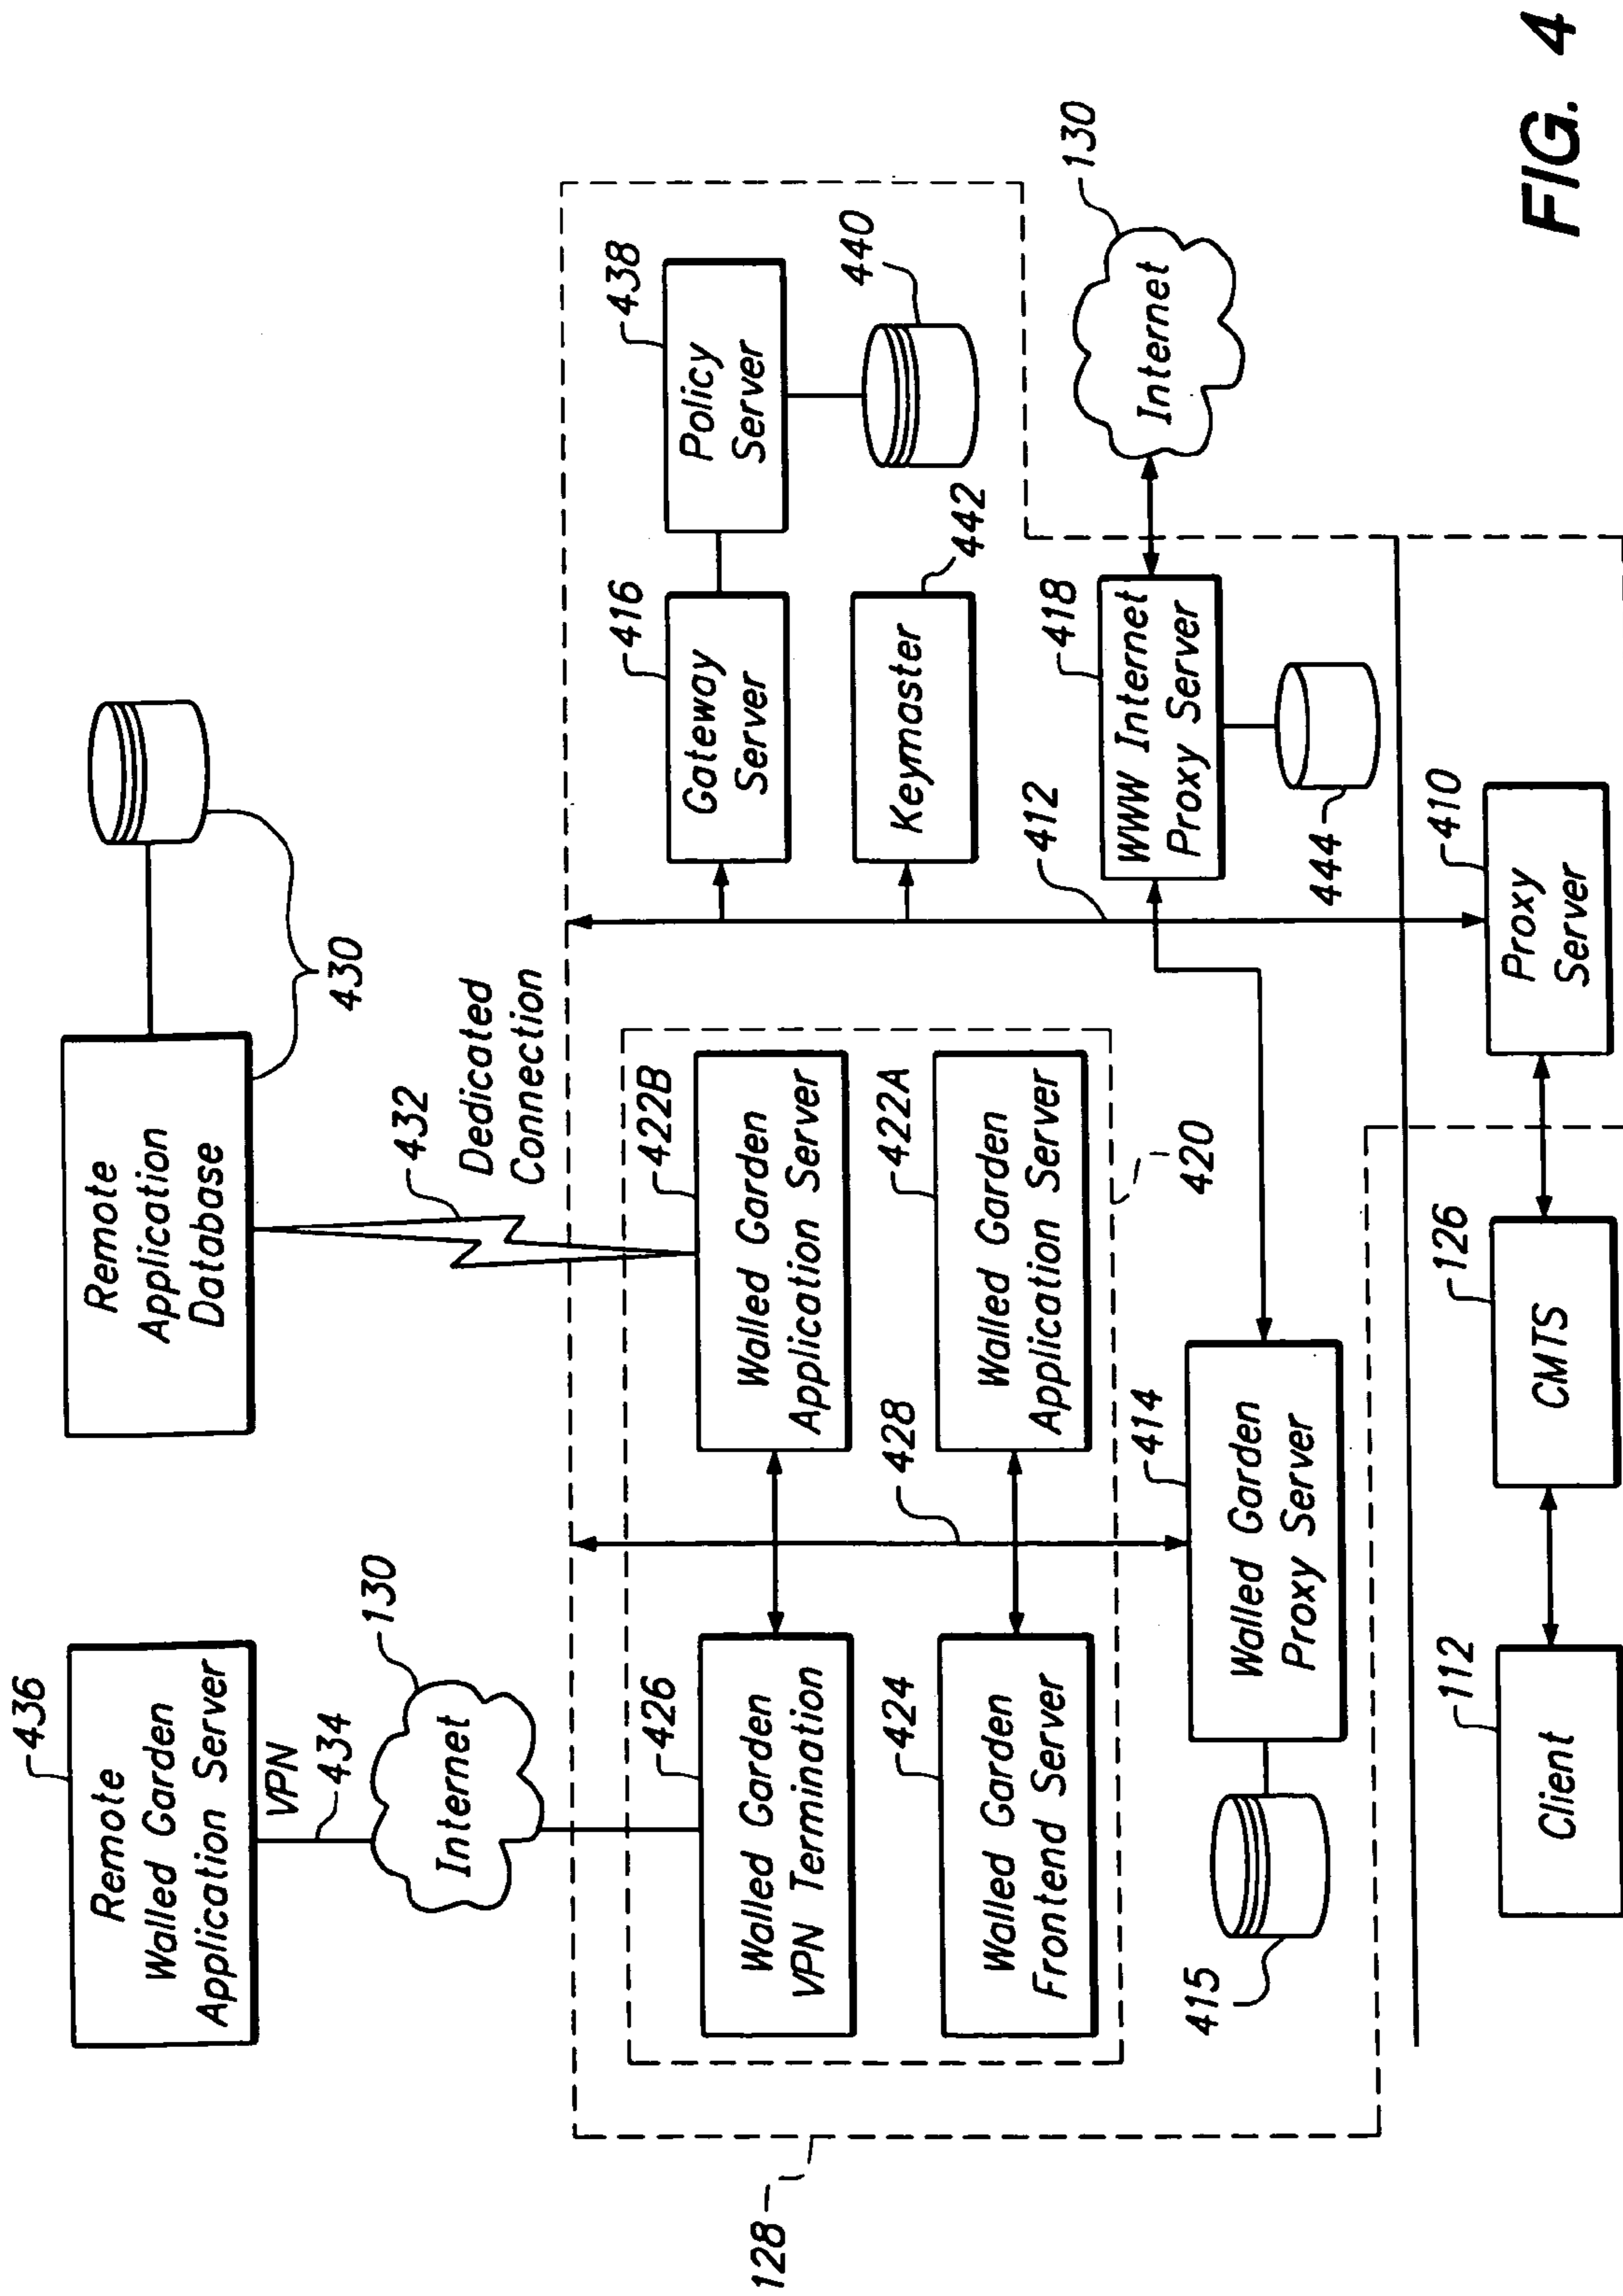 436
Remote
Walled Garden
Application Server
VPN
434
130
Internet
Remote
Application
Database
430
432
Dedicated
Connection
426
Walled Garden
VPN Termination
422B
Walled Garden
Application Server
424
Walled Garden
Frontend Server
428
422A
Walled Garden
Application Server
420
416
Gateway
Server
438
Policy
Server
440
Keymaster
442
412
418
WWW Internet
Proxy Server
444
130
Internet
128
415
414
Walled Garden
Proxy Server
112
Client
126
CMTS
410
Proxy
Server
FIG. 4